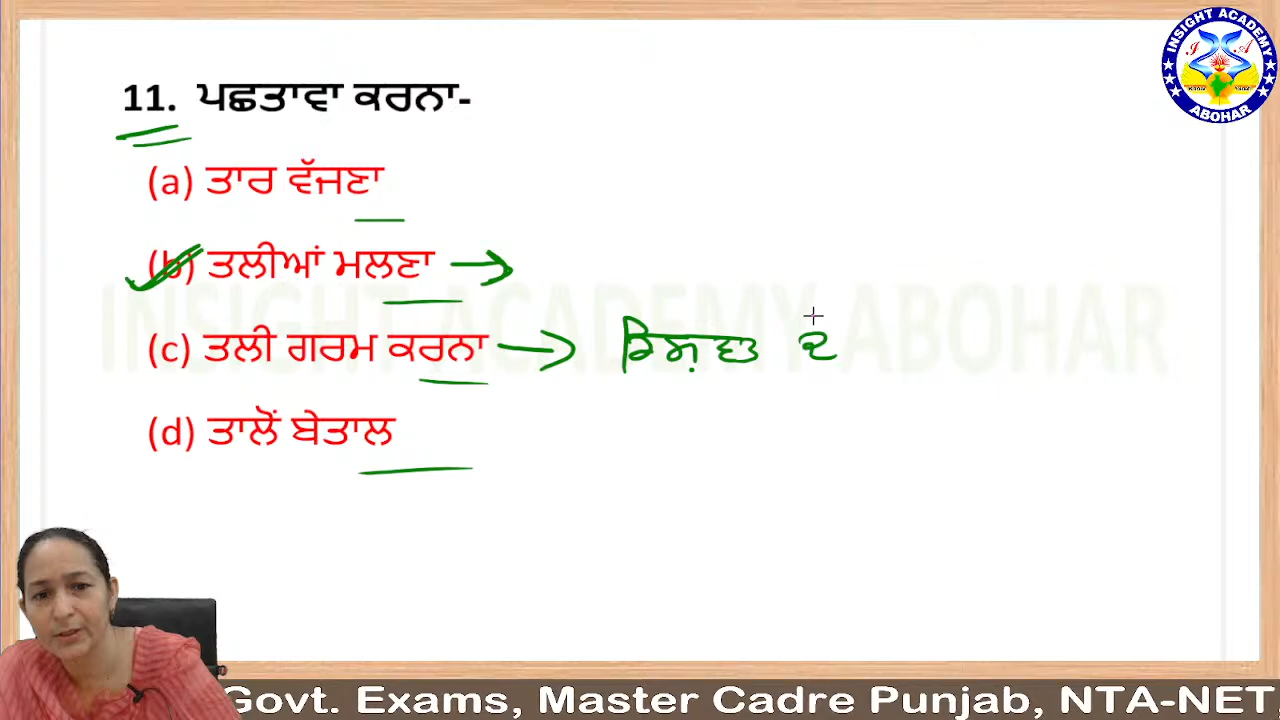 INSIGHT ACADEMY
I A
ABOHAR
11. ਪਛਤਾਵਾ ਕਰਨਾ-
(a) ਤਾਰ ਵੱਜਣਾ
(b) ਤਲੀਆਂ ਮਲਣਾ
INSIGHT ACADEMY ABOHAR
(c) ਤਲੀ ਗਰਮ ਕਰਨਾ ਰਿਸ਼ਵਤ ਦ
(d) ਤਾਲੋਂ ਬੇਤਾਲ
Govt. Exams, Master Cadre Punjab, NTA-NET,